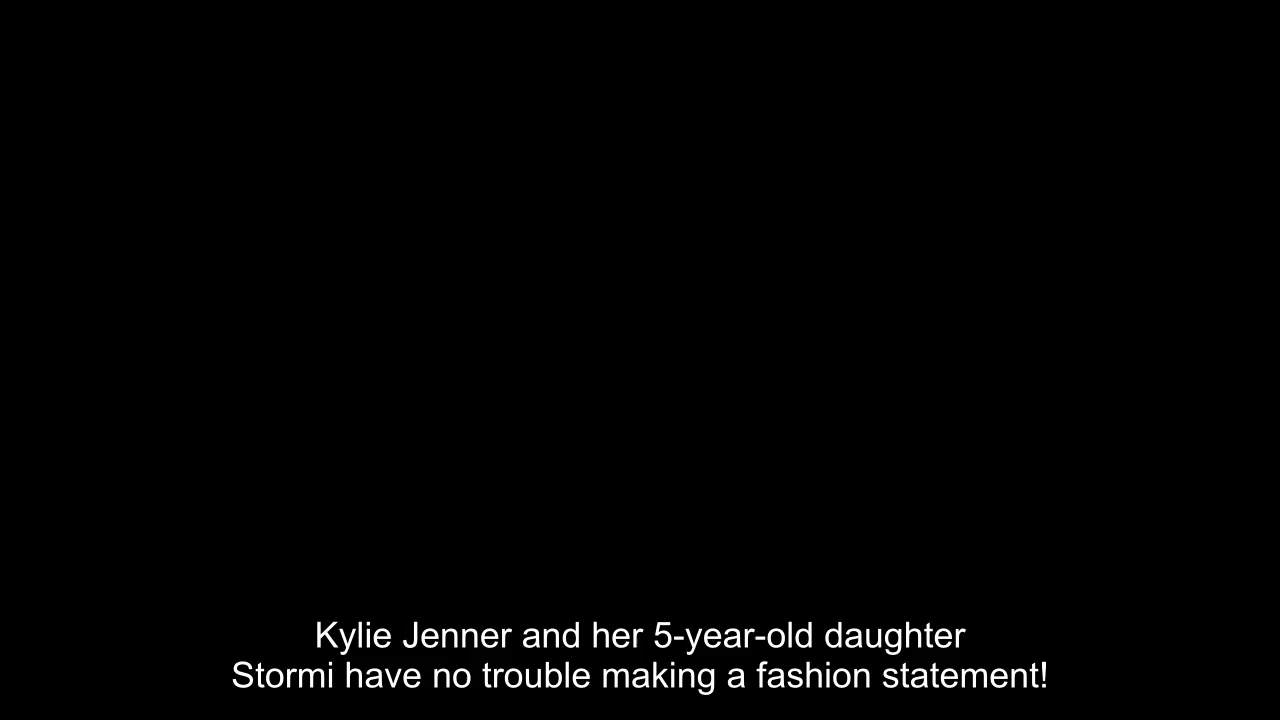 Kylie Jenner and her 5-year-old daughter
Stormi have no trouble making a fashion statement!